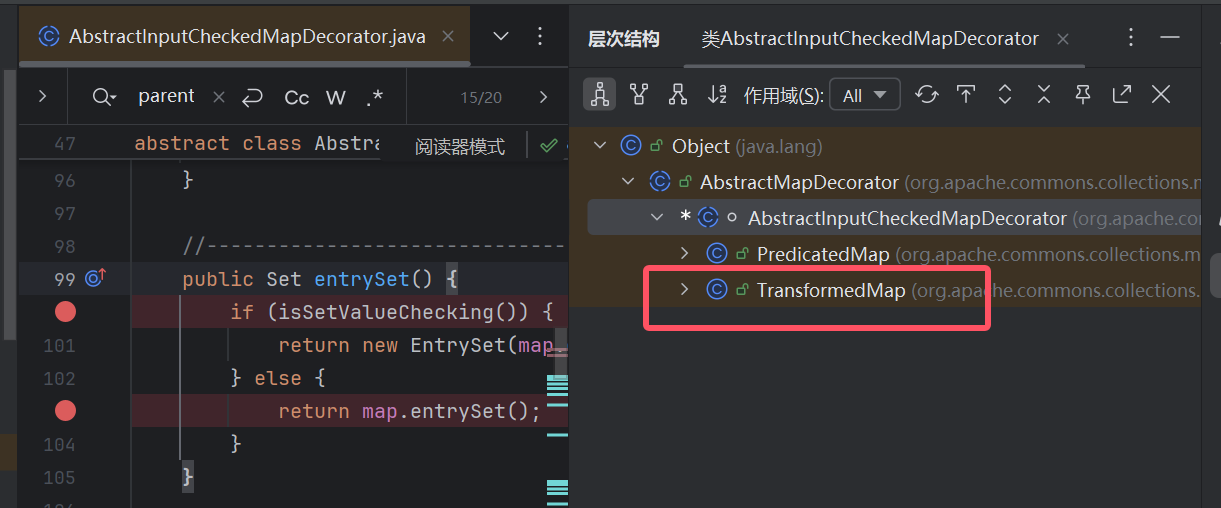 AbstractInputCheckedMapDecorator.java
parent
Cc W .*
15/20
47 abstract class Abstra
阅读器模式
96 }
97
98 //------------------------------
99 public Set entrySet() {
if (isSetValueChecking()) {
101 return new EntrySet(map.
102 } else {
return map.entrySet();
104 }
105 }
层次结构 类AbstractInputCheckedMapDecorator
作用域(S): All
Object (java.lang)
AbstractMapDecorator (org.apache.commons.collections.m
* AbstractInputCheckedMapDecorator (org.apache.co
PredicatedMap (org.apache.commons.collections.m
TransformedMap (org.apache.commons.collections.